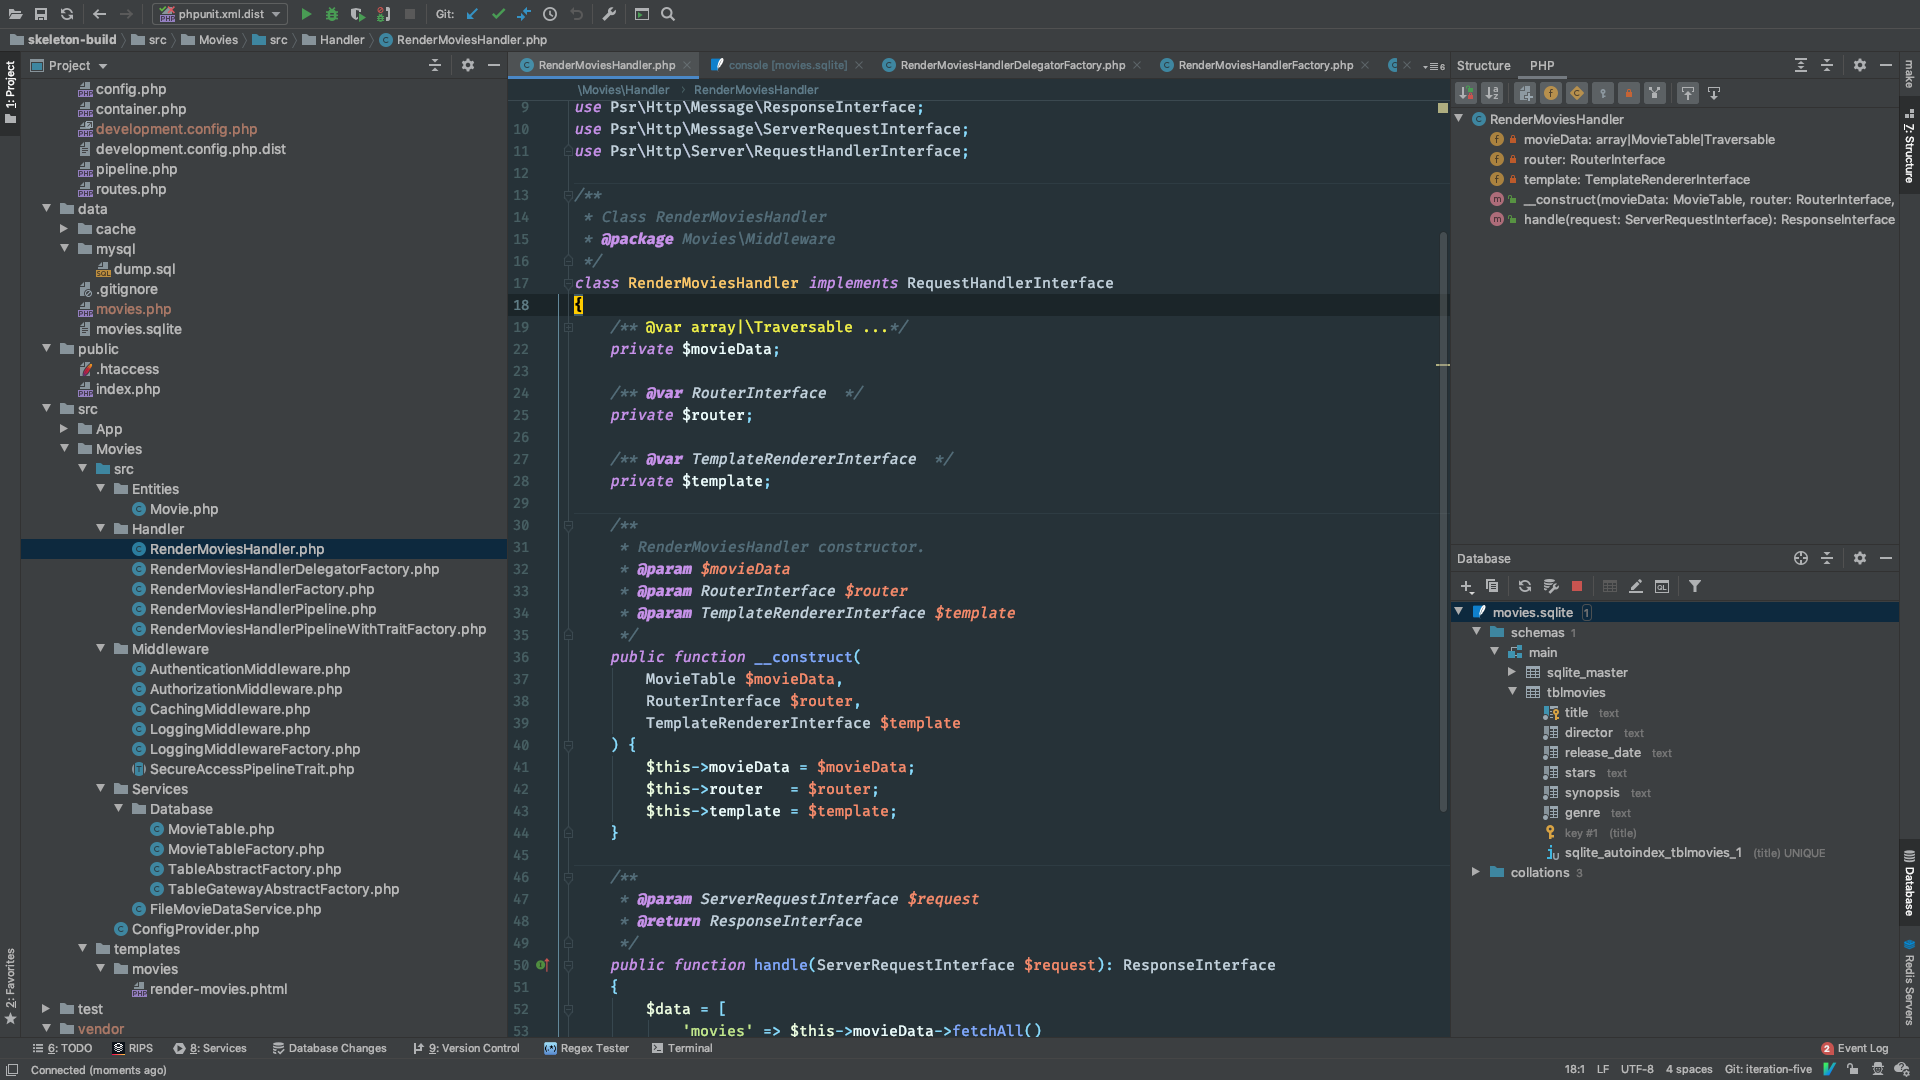 phpunit.xml.dist
Git:
skeleton-build
src
Movies
src
Handler
RenderMoviesHandler.php
1: Project
2: Favorites
Project
config.php
container.php
development.config.php
development.config.php.dist
pipeline.php
routes.php
data
cache
mysql
dump.sql
.gitignore
movies.php
movies.sqlite
public
.htaccess
index.php
src
App
Movies
src
Entities
Movie.php
Handler
RenderMoviesHandler.php
RenderMoviesHandlerDelegatorFactory.php
RenderMoviesHandlerFactory.php
RenderMoviesHandlerPipeline.php
RenderMoviesHandlerPipelineWithTraitFactory.php
Middleware
AuthenticationMiddleware.php
AuthorizationMiddleware.php
CachingMiddleware.php
LoggingMiddleware.php
LoggingMiddlewareFactory.php
SecureAccessPipelineTrait.php
Services
Database
MovieTable.php
MovieTableFactory.php
TableAbstractFactory.php
TableGatewayAbstractFactory.php
FileMovieDataService.php
ConfigProvider.php
templates
movies
render-movies.phtml
test
vendor
RenderMoviesHandler.php
console [movies.sqlite]
RenderMoviesHandlerDelegatorFactory.php
RenderMoviesHandlerFactory.php
6
\Movies\Handler
RenderMoviesHandler
9 use Psr\Http\Message\ResponseInterface;
10 use Psr\Http\Message\ServerRequestInterface;
11 use Psr\Http\Server\RequestHandlerInterface;
12
13 /**
14 * Class RenderMoviesHandler
15 * @package Movies\Middleware
16 */
17 class RenderMoviesHandler implements RequestHandlerInterface
18 {
19 /** @var array|\Traversable ...*/
22 private $movieData;
23
24 /** @var RouterInterface */
25 private $router;
26
27 /** @var TemplateRendererInterface */
28 private $template;
29
30 /**
31 * RenderMoviesHandler constructor.
32 * @param $movieData
33 * @param RouterInterface $router
34 * @param TemplateRendererInterface $template
35 */
36 public function __construct(
37 MovieTable $movieData,
38 RouterInterface $router,
39 TemplateRendererInterface $template
40 ) {
41 $this->movieData = $movieData;
42 $this->router = $router;
43 $this->template = $template;
44 }
45
46 /**
47 * @param ServerRequestInterface $request
48 * @return ResponseInterface
49 */
50 public function handle(ServerRequestInterface $request): ResponseInterface
51 {
52 $data = [
53 'movies' => $this->movieData->fetchAll()
Structure
PHP
RenderMoviesHandler
movieData: array|MovieTable|Traversable
router: RouterInterface
template: TemplateRendererInterface
__construct(movieData: MovieTable, router: RouterInterface,
handle(request: ServerRequestInterface): ResponseInterface
Database
movies.sqlite 1
schemas 1
main
sqlite_master
tblmovies
title text
director text
release_date text
stars text
synopsis text
genre text
key #1 (title)
sqlite_autoindex_tblmovies_1 (title) UNIQUE
collations 3
make
7: Structure
Database
Redis Servers
6: TODO
RIPS
8: Services
Database Changes
9: Version Control
Regex Tester
Terminal
2 Event Log
Connected (moments ago)
18:1
LF
UTF-8
4 spaces
Git: iteration-five